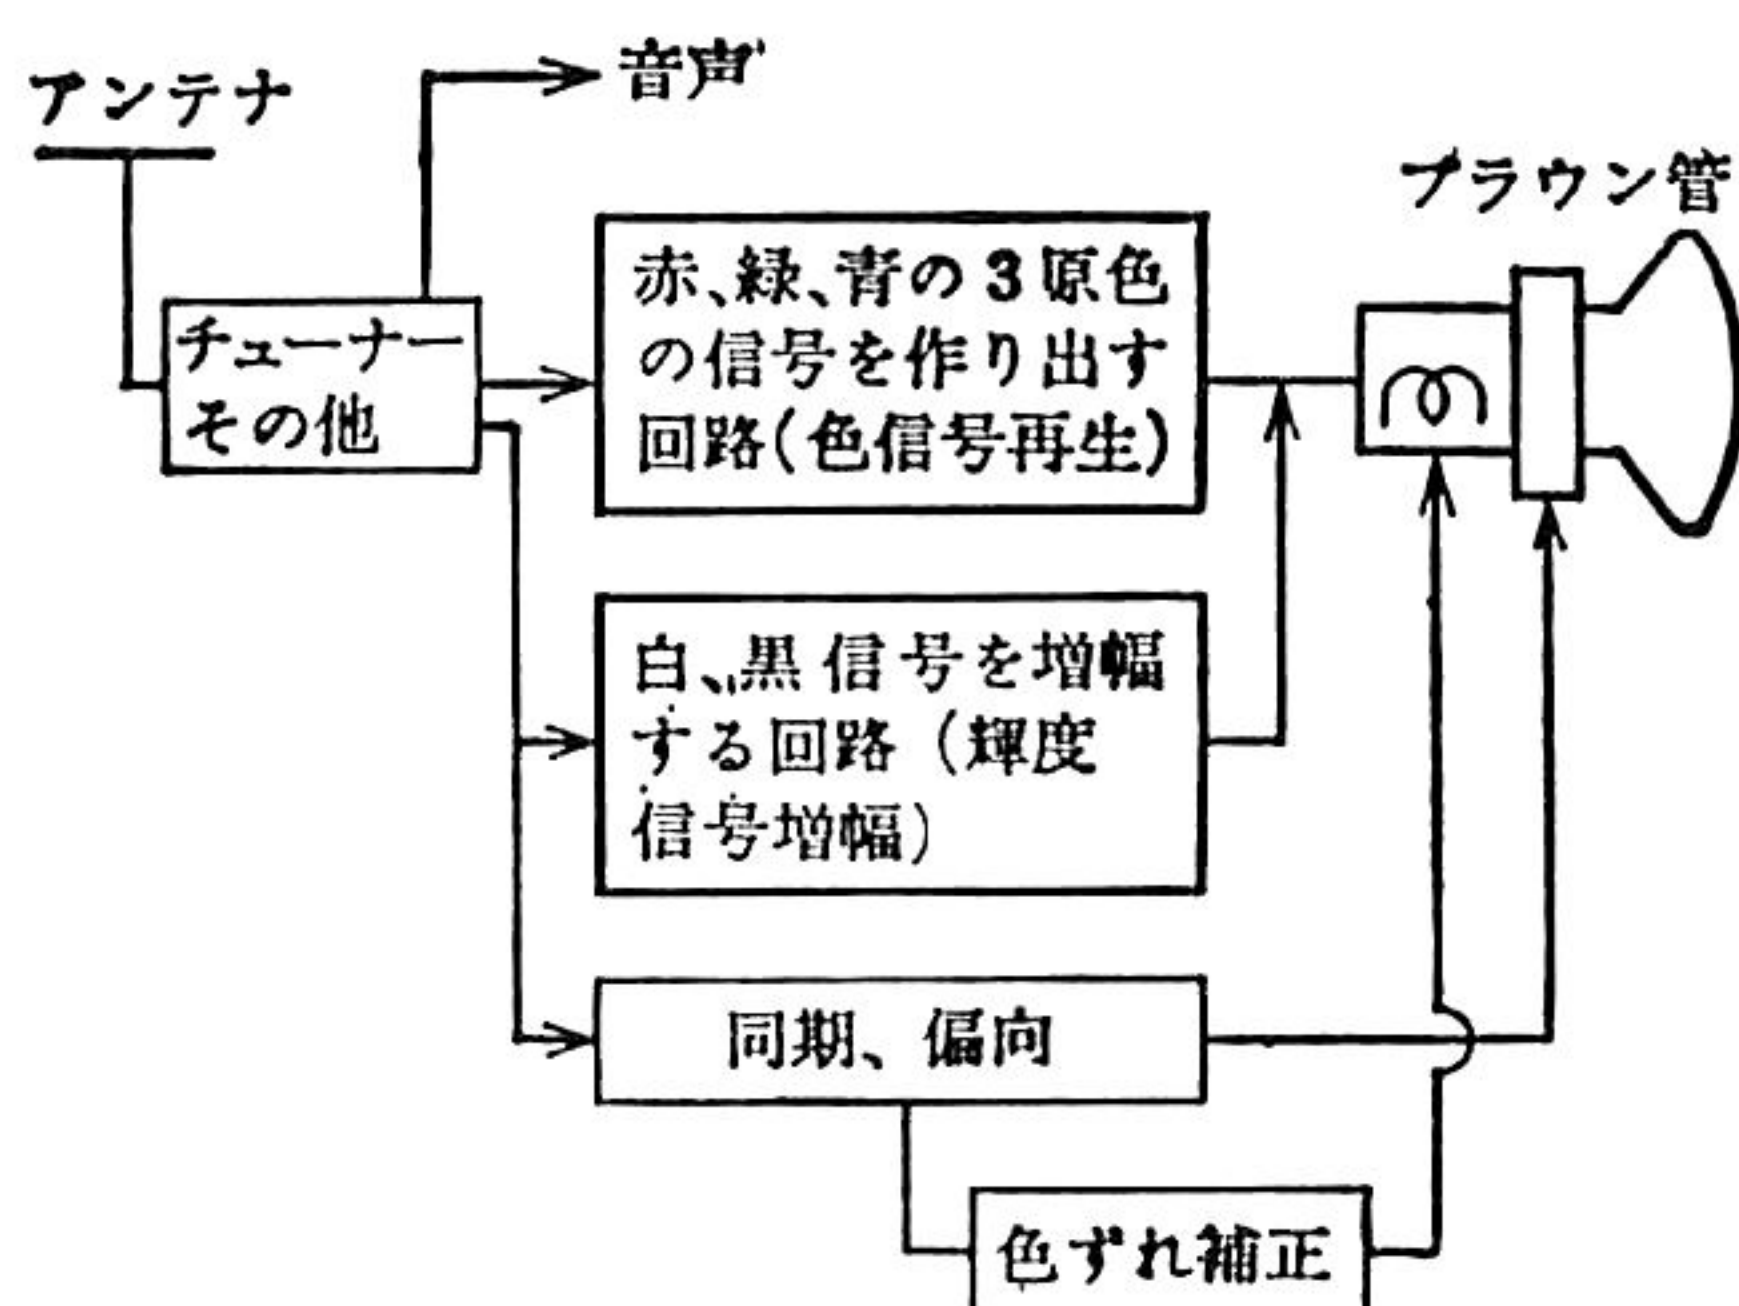 アンテナ
音声
ブラウン管
チューナー
その他
赤、緑、青の3原色
の信号を作り出す
回路(色信号再生)
白、黒信号を増幅
する回路(輝度
信号増幅)
同期、偏向
色ずれ補正